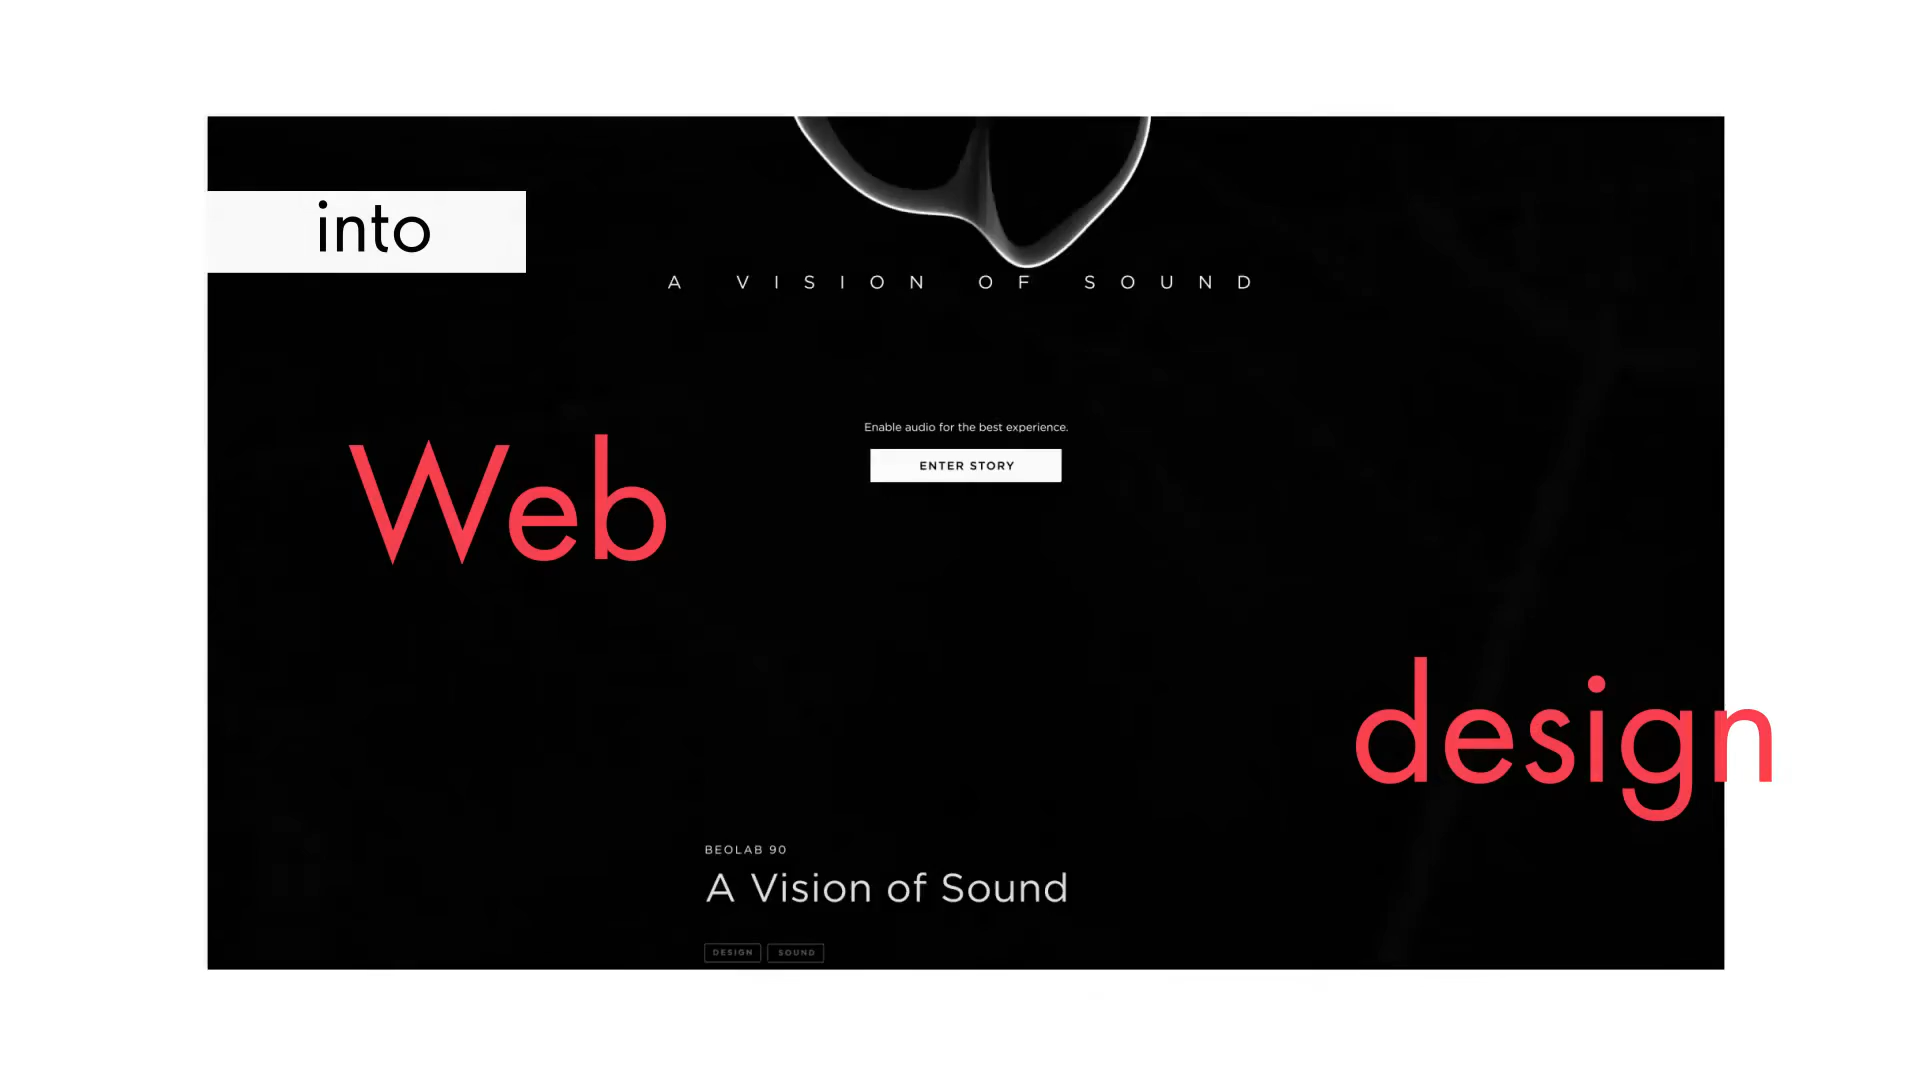 into
A VISION OF SOUND
Enable audio for the best experience.
ENTER STORY
Web
design
BEOLAB 90
A Vision of Sound
DESIGN SOUND